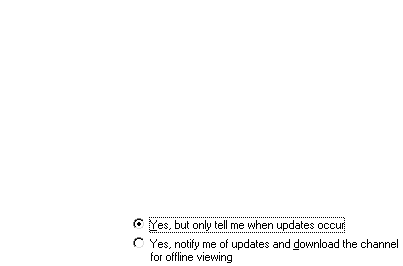 Yes, but only tell me when updates occur
Yes, notify me of updates and download the channel
for offline viewing